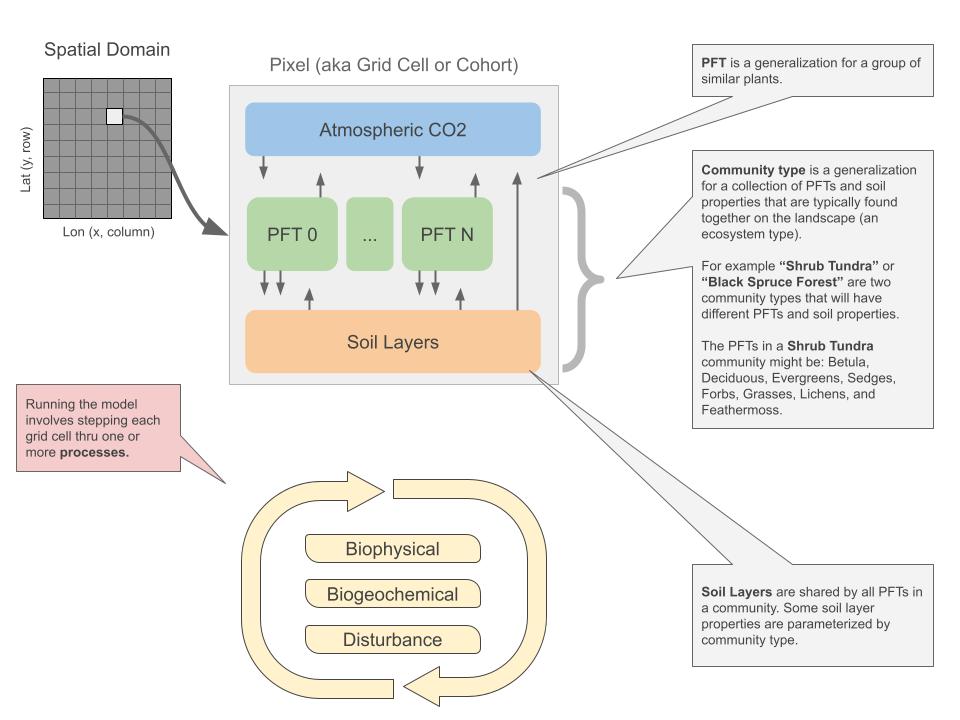 Spatial Domain
Lat (y, row)
Lon (x, column)
Pixel (aka Grid Cell or Cohort)
Atmospheric CO2
PFT 0
...
PFT N
Soil Layers
PFT is a generalization for a group of
similar plants.
Community type is a generalization
for a collection of PFTs and soil
properties that are typically found
together on the landscape (an
ecosystem type).
For example “Shrub Tundra” or
“Black Spruce Forest” are two
community types that will have
different PFTs and soil properties.
The PFTs in a Shrub Tundra
community might be: Betula,
Deciduous, Evergreens, Sedges,
Forbs, Grasses, Lichens, and
Feathermoss.
Running the model
involves stepping each
grid cell thru one or
more processes.
Biophysical
Biogeochemical
Disturbance
Soil Layers are shared by all PFTs in
a community. Some soil layer
properties are parameterized by
community type.